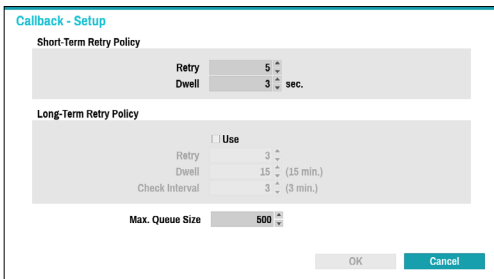 Callback - Setup
Short-Term Retry Policy
Retry 5
Dwell 3 sec.
Long-Term Retry Policy
Use
Retry 3
Dwell 15 (15 min.)
Check Interval 3 (3 min.)
Max. Queue Size 500
OK Cancel